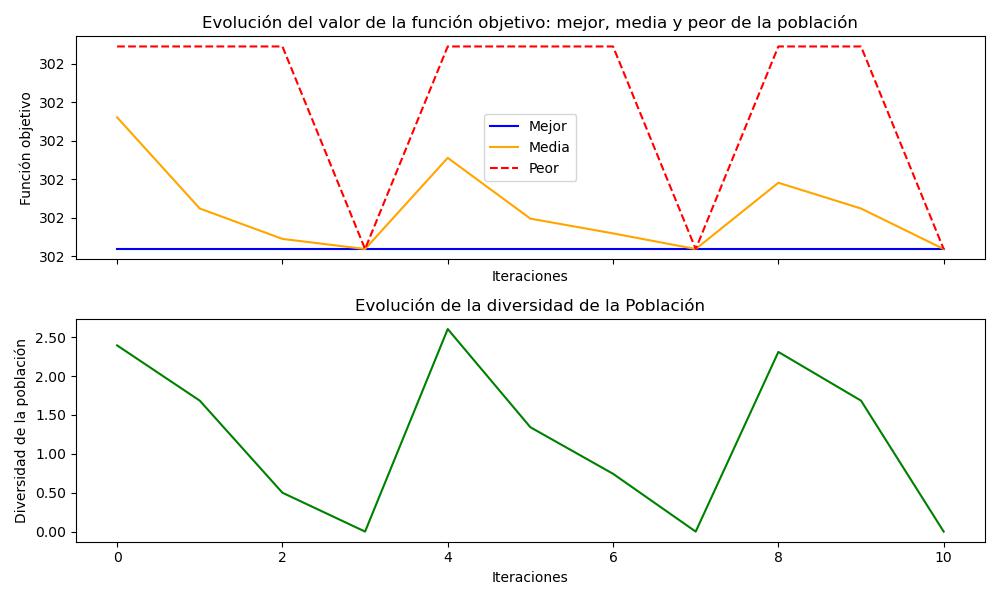 Evolución del valor de la función objetivo: mejor, media y peor de la población
Función objetivo
302
302
302
302
302
302
Mejor
Media
Peor
Iteraciones
Evolución de la diversidad de la Población
Diversidad de la población
2.50
2.00
1.50
1.00
0.50
0.00
0 2 4 6 8 10
Iteraciones